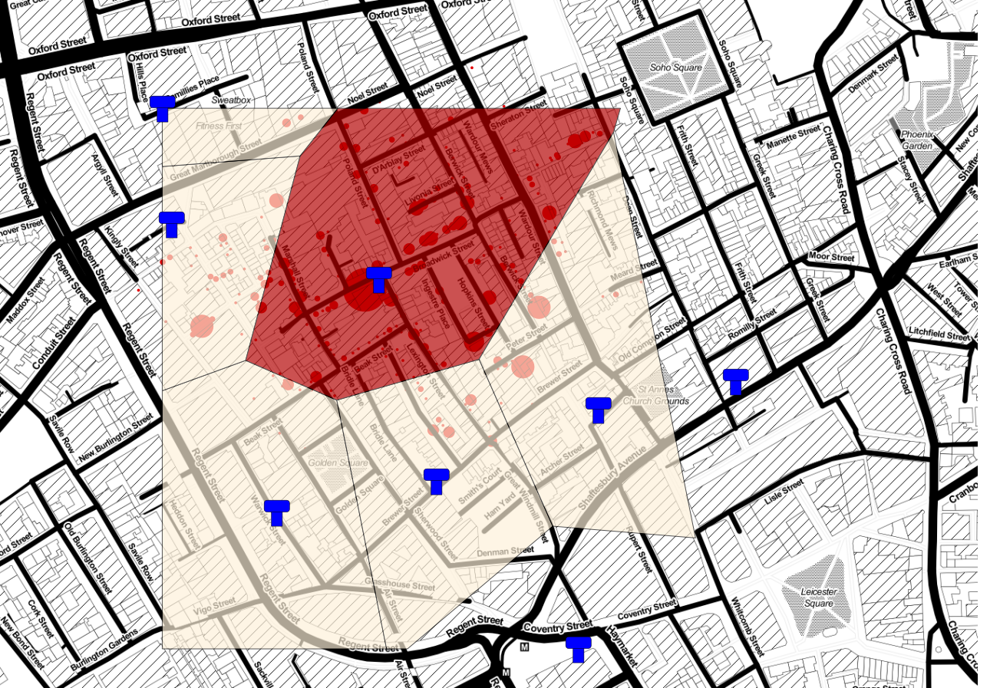 Oxford Street
Oxford Street
Oxford Street
Oxford Street
Oxford Street
Hills Place
Poland Street
Noel Street
Noel Street
Sweatbox
Fitness First
Soho Square
Soho Square
Soho Square
Denmark Street
Phoenix
Garden
Manette Street
Stacey Street
Frith Street
Greek Street
Charing Cross Road
Regent Street
Regent Street
Argyll Street
Great Marlborough Street
Sheraton Street
Wardour Mews
D'Arblay Street
Berwick Street
Poland Street
Livonia Street
Kingly Street
Regent Street
Regent Street
Maddox Street
Conduit Street
Regent Street
Marshall Street
Ingestre Place
Hopkins Street
Wardour Street
Richmond Mews
Meard Street
Moor Street
Frith Street
Greek Street
West Street
Romilly Street
Charing Cross Road
Litchfield Street
Peter Street
Old Compton Street
Beak Street
Lexington Street
Brewer Street
St Annes
Church Grounds
Savile Row
New Burlington Street
Beak Street
Bridle Lane
Golden Square
Archer Street
Shaftesbury Avenue
Smith's Court
Ham Yard
Great Windmill Street
Lisle Street
Regent Street
Warwick Street
Golden Square
Brewer Street
Sherwood Street
Heddon Street
Old Burlington Street
Savile Row
Denman Street
Rupert Street
Glasshouse Street
Air Street
Vigo Street
Regent Street
Leicester
Square
Whitcomb Street
Coventry Street
Coventry Street
Haymarket
Regent Street
Regent Street
Cork Street
New Bond Street
Burlington Gardens
Air Street
M
M